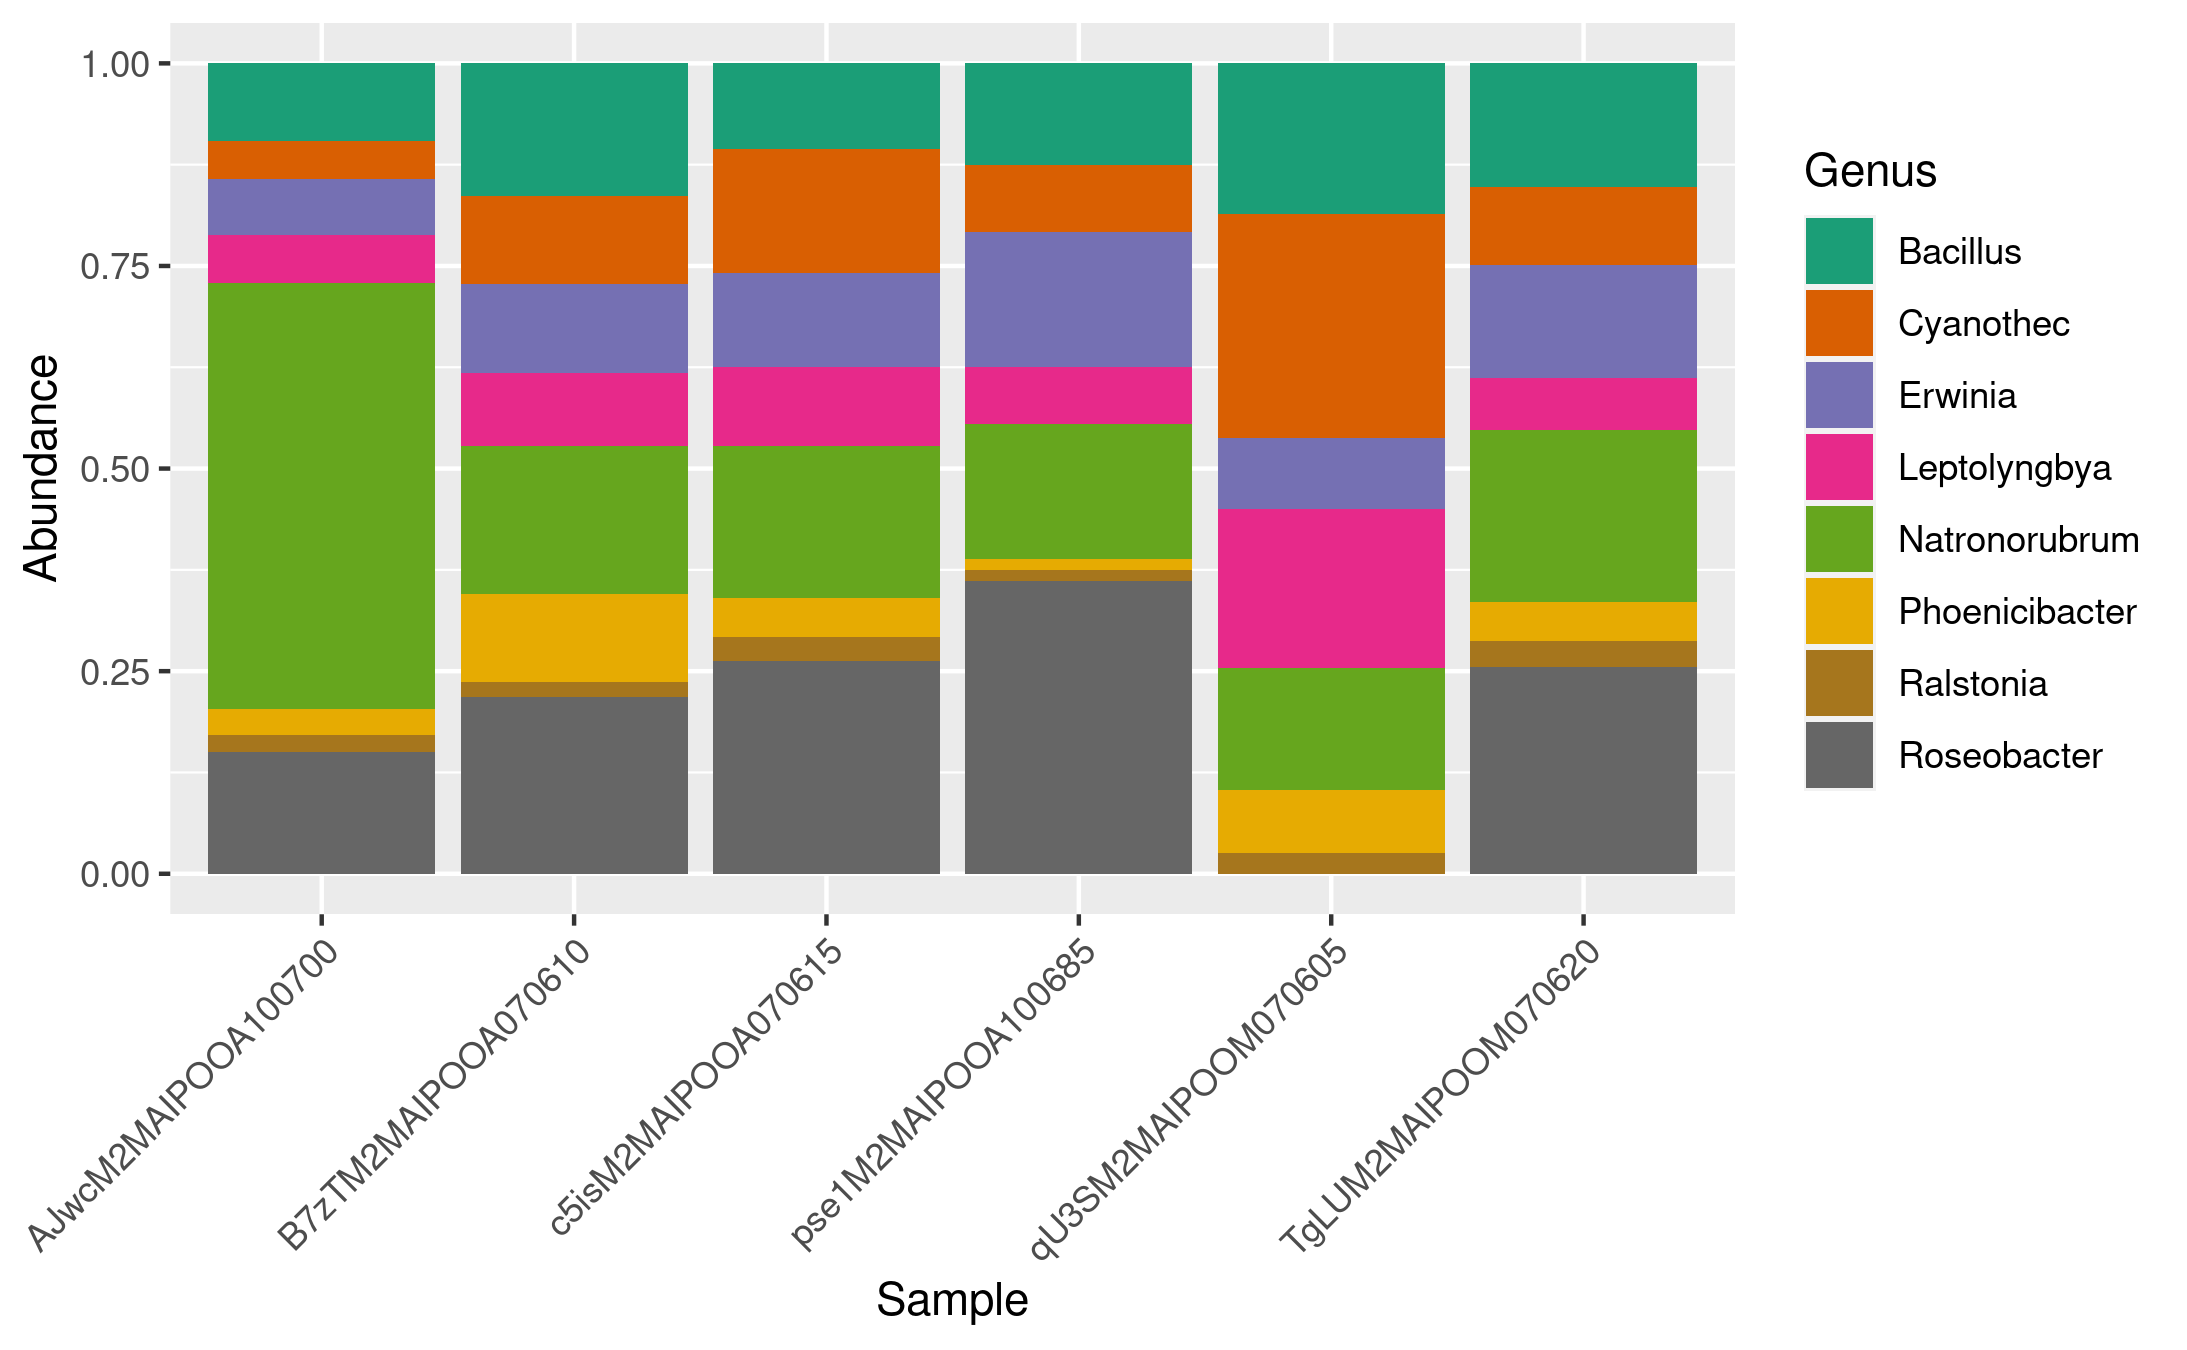 1.00
0.75
0.50
0.25
0.00
Abundance
AJwcM2MAIPOOA100700
B7zTM2MAIPOOA070610
c5isM2MAIPOOA070615
pse1M2MAIPOOA100685
qU3SM2MAIPOOM070605
TgLUM2MAIPOOM070620
Sample
Genus
Bacillus
Cyanothec
Erwinia
Leptolyngbya
Natronorubrum
Phoenicibacter
Ralstonia
Roseobacter